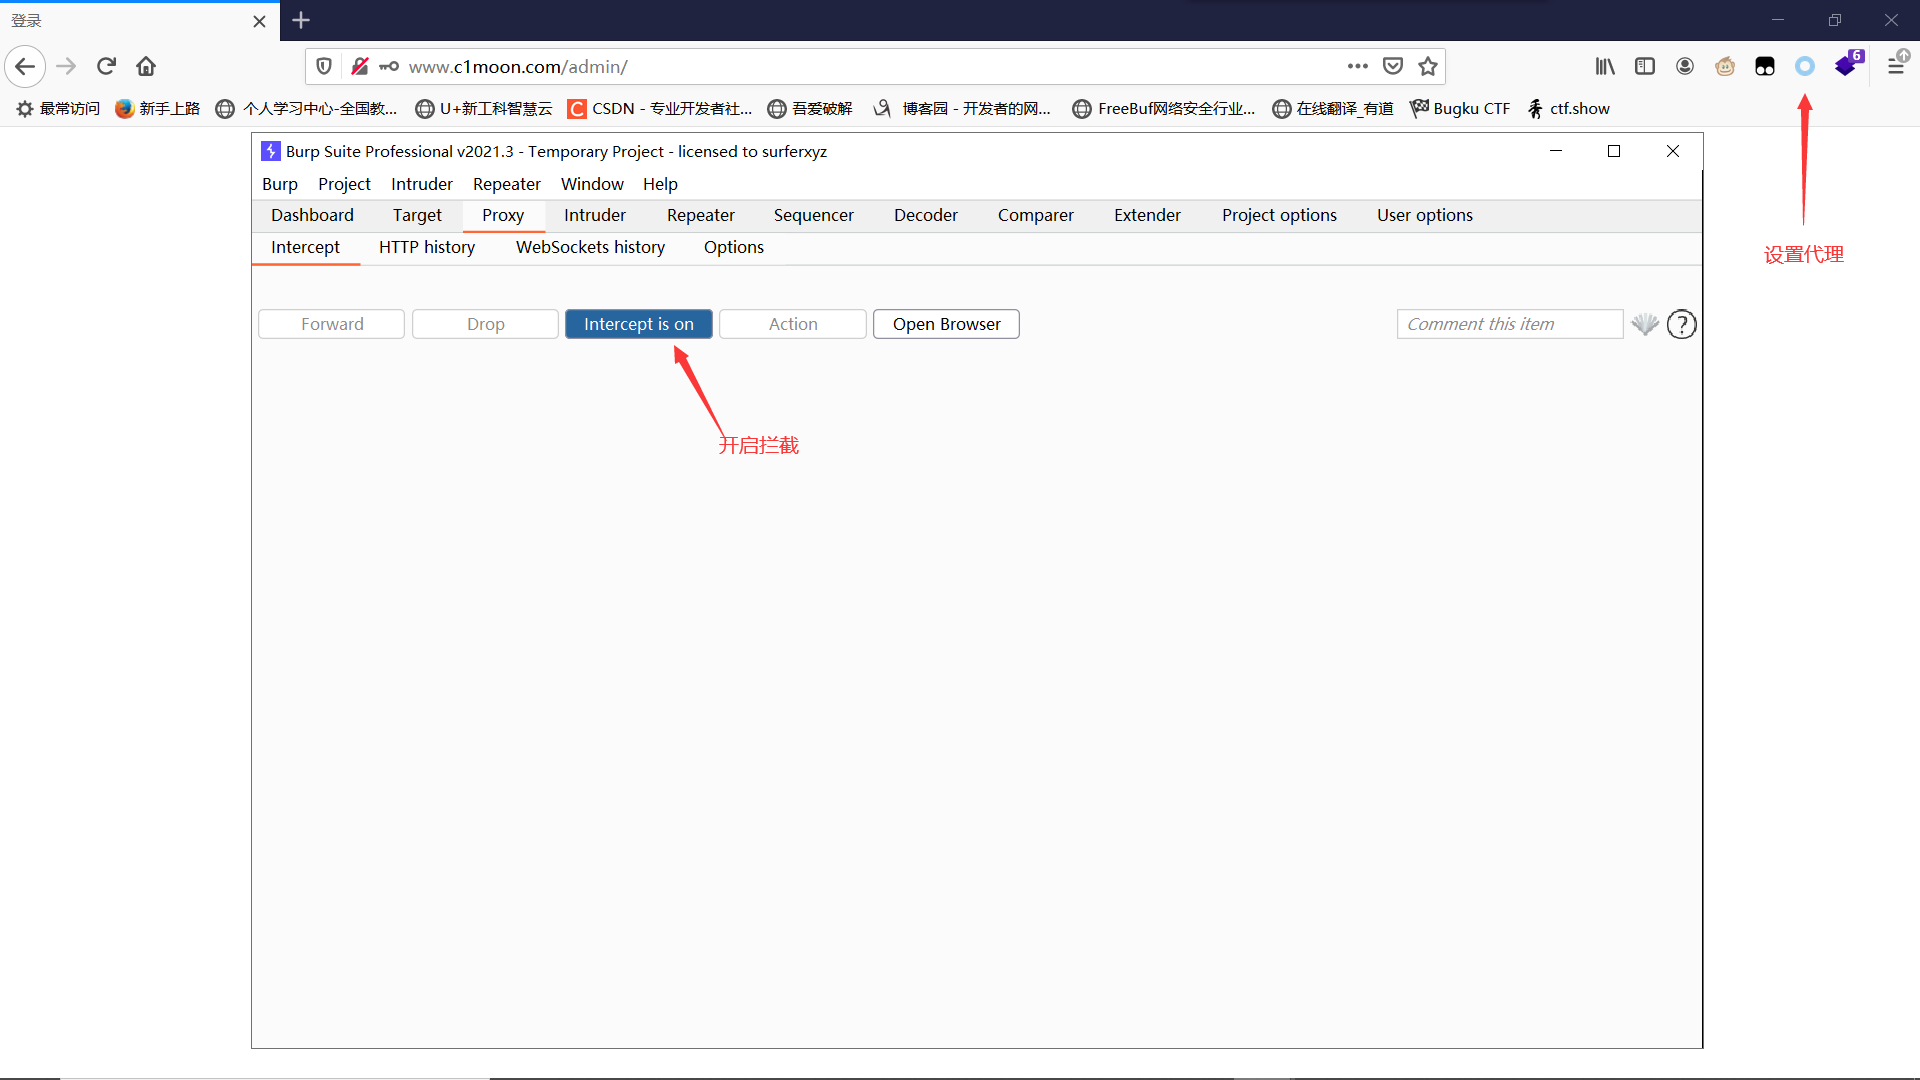 登录
www.c1moon.com/admin/
6
最常访问 新手上路 个人学习中心-全国教... U+新工科智慧云 CSDN - 专业开发者社... 吾爱破解 博客园 - 开发者的网... FreeBuf网络安全行业... 在线翻译_有道 Bugku CTF ctf.show
Burp Suite Professional v2021.3 - Temporary Project - licensed to surferxyz
Burp Project Intruder Repeater Window Help
Dashboard Target Proxy Intruder Repeater Sequencer Decoder Comparer Extender Project options User options
Intercept HTTP history WebSockets history Options
设置代理
Forward Drop Intercept is on Action Open Browser Comment this item ?
开启拦截